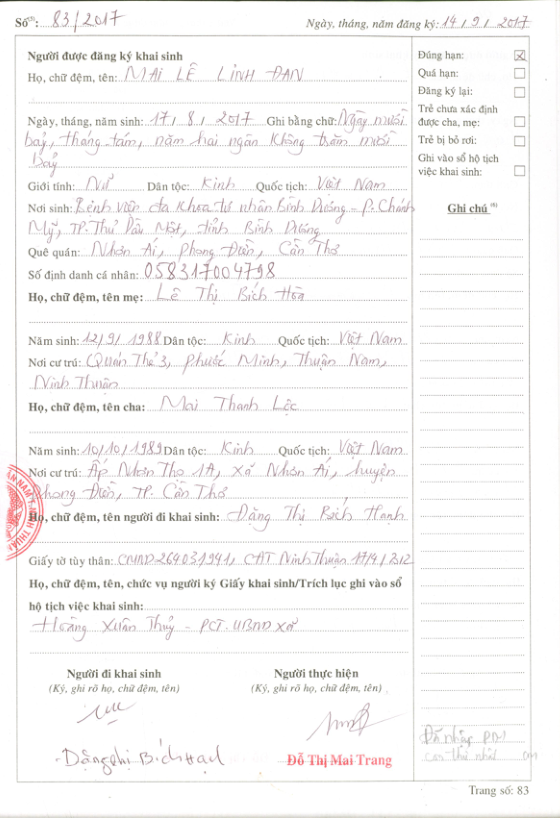 Số⁽⁵⁾: 83/2017
Ngày, tháng, năm đăng ký: 14/9/2017
Người được đăng ký khai sinh
Họ, chữ đệm, tên: MAI LÊ LINH ĐAN
Ngày, tháng, năm sinh: 17/8/2017 Ghi bằng chữ: Ngày mười
bảy, tháng tám, năm hai ngàn không trăm mười
bảy
Giới tính: Nữ Dân tộc: Kinh Quốc tịch: Việt Nam
Nơi sinh: Bệnh viện đa khoa tư nhân Bình Dương - P. Chánh
Mỹ, TP. Thủ Dầu Một, tỉnh Bình Dương
Quê quán: Nhơn Ái, Phong Điền, Cần Thơ
Số định danh cá nhân: 058317004798
Họ, chữ đệm, tên mẹ: Lê Thị Bích Hòa
Năm sinh: 12/9/1988 Dân tộc: Kinh Quốc tịch: Việt Nam
Nơi cư trú: Quán Thẻ 3, Phước Minh, Thuận Nam,
Ninh Thuận
Họ, chữ đệm, tên cha: Mai Thanh Lộc
Năm sinh: 10/10/1989 Dân tộc: Kinh Quốc tịch: Việt Nam
Nơi cư trú: Ấp Nhơn Thọ 1A, xã Nhơn Ái, huyện
Phong Điền, TP. Cần Thơ
Họ, chữ đệm, tên người đi khai sinh: Đặng Thị Bích Hạnh
Giấy tờ tùy thân: CMND 264031941, CAT Ninh Thuận
Họ, chữ đệm, tên, chức vụ người ký Giấy khai sinh/Trích lục ghi vào sổ
hộ tịch việc khai sinh:
Hoàng Xuân Thủy - PCT. UBND xã
Người đi khai sinh
(Ký, ghi rõ họ, chữ đệm, tên)
Người thực hiện
(Ký, ghi rõ họ, chữ đệm, tên)
Đỗ Thị Mai Trang
Đúng hạn: ☒
Quá hạn: ☐
Đăng ký lại: ☐
Trẻ chưa xác định
được cha, mẹ: ☐
Trẻ bị bỏ rơi: ☐
Ghi vào sổ hộ tịch
việc khai sinh: ☐
Ghi chú ⁽⁶⁾
Đã nhập
con thứ nhất
Trang số: 83